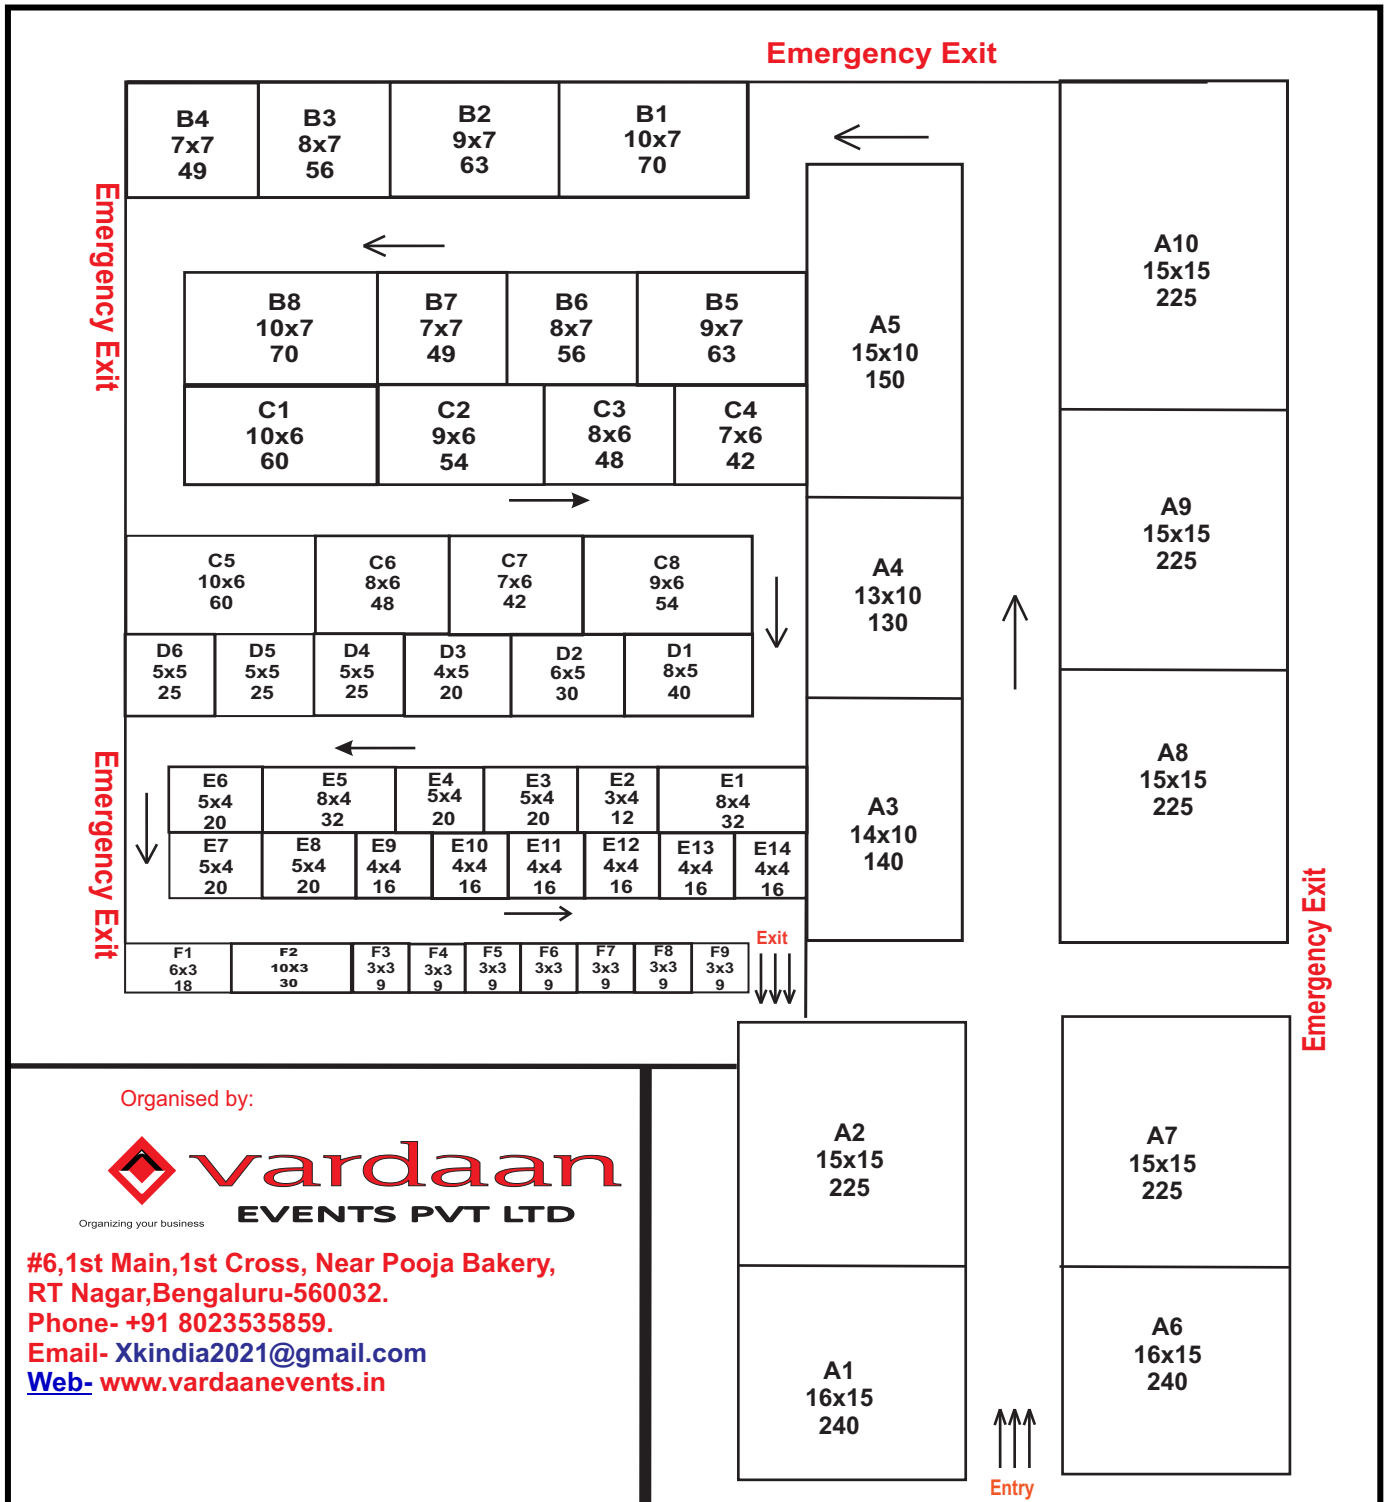 Emergency Exit
B4
7x7
49
B3
8x7
56
B2
9x7
63
B1
10x7
70
A10
15x15
225
Emergency Exit
B8
10x7
70
B7
7x7
49
B6
8x7
56
B5
9x7
63
A5
15x10
150
C1
10x6
60
C2
9x6
54
C3
8x6
48
C4
7x6
42
A9
15x15
225
C5
10x6
60
C6
8x6
48
C7
7x6
42
C8
9x6
54
A4
13x10
130
D6
5x5
25
D5
5x5
25
D4
5x5
25
D3
4x5
20
D2
6x5
30
D1
8x5
40
A8
15x15
225
Emergency Exit
E6
5x4
20
E5
8x4
32
E4
5x4
20
E3
5x4
20
E2
3x4
12
E1
8x4
32
A3
14x10
140
E7
5x4
20
E8
5x4
20
E9
4x4
16
E10
4x4
16
E11
4x4
16
E12
4x4
16
E13
4x4
16
E14
4x4
16
Emergency Exit
F1
6x3
18
F2
10X3
30
F3
3x3
9
F4
3x3
9
F5
3x3
9
F6
3x3
9
F7
3x3
9
F8
3x3
9
F9
3x3
9
Exit
A2
15x15
225
A7
15x15
225
A1
16x15
240
A6
16x15
240
Entry
Organised by:
vardaan
EVENTS PVT LTD
Organizing your business
#6,1st Main,1st Cross, Near Pooja Bakery,
RT Nagar,Bengaluru-560032.
Phone- +91 8023535859.
Email- Xkindia2021@gmail.com
Web- www.vardaanevents.in